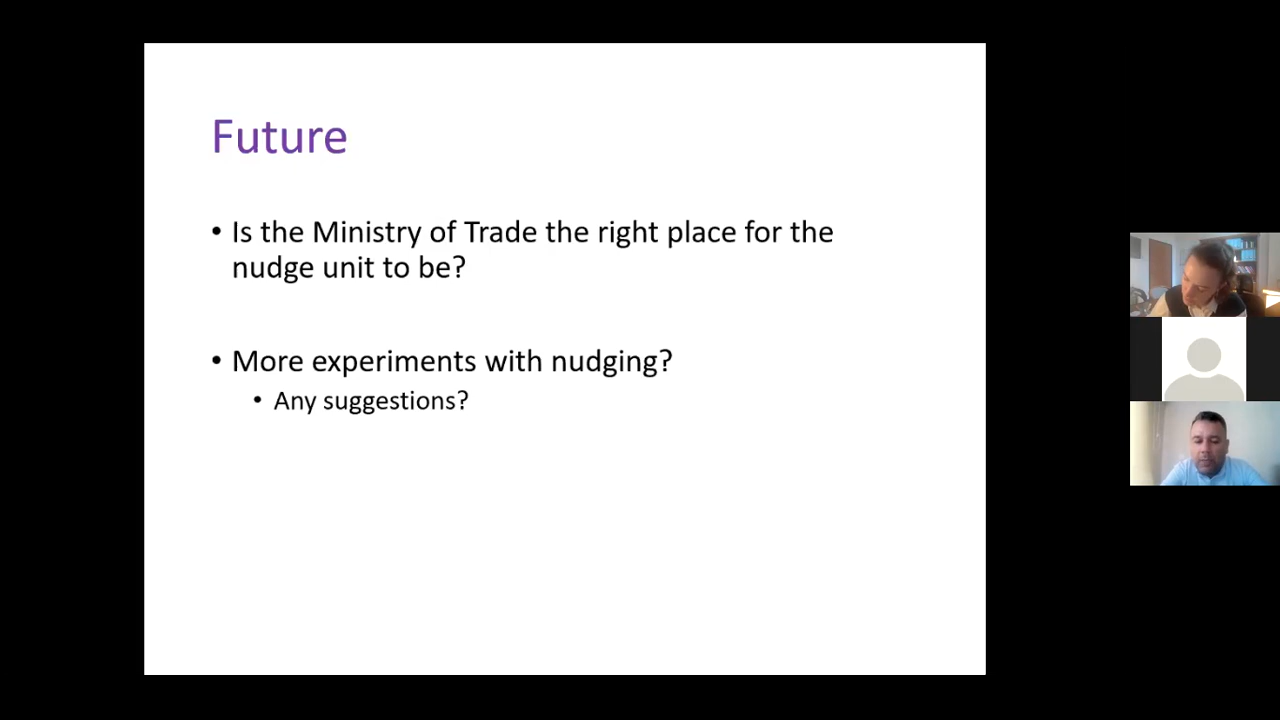 Future
• Is the Ministry of Trade the right place for the
nudge unit to be?
• More experiments with nudging?
• Any suggestions?